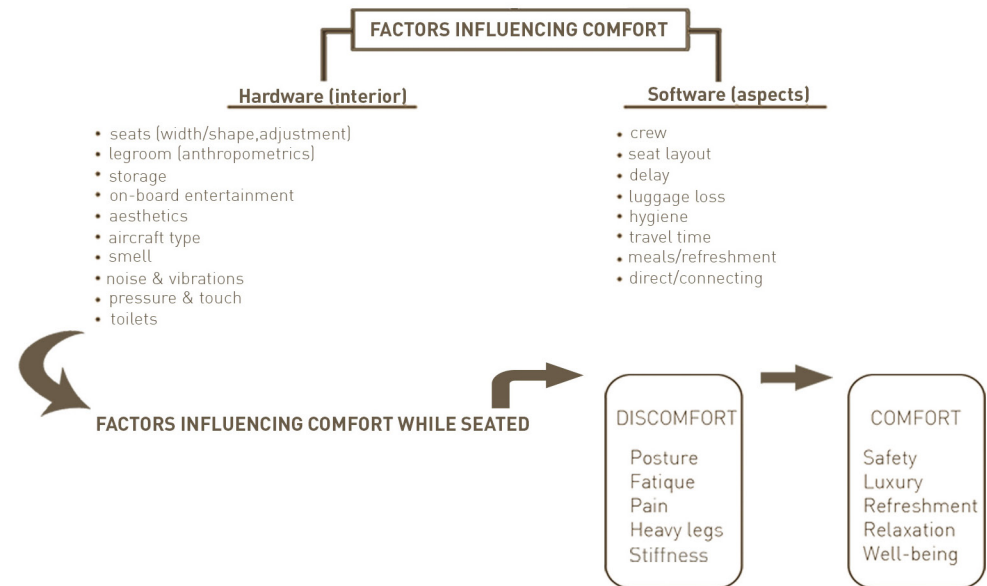 FACTORS INFLUENCING COMFORT
Hardware (interior)
• seats (width/shape,adjustment)
• legroom (anthropometrics)
• storage
• on-board entertainment
• aesthetics
• aircraft type
• smell
• noise & vibrations
• pressure & touch
• toilets
Software (aspects)
• crew
• seat layout
• delay
• luggage loss
• hygiene
• travel time
• meals/refreshment
• direct/connecting
FACTORS INFLUENCING COMFORT WHILE SEATED
DISCOMFORT
Posture
Fatique
Pain
Heavy legs
Stiffness
COMFORT
Safety
Luxury
Refreshment
Relaxation
Well-being